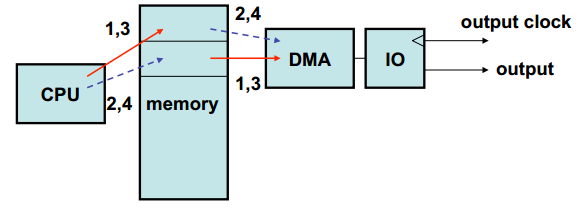 1,3
2,4
output clock
CPU
2,4
memory
1,3
DMA
IO
output